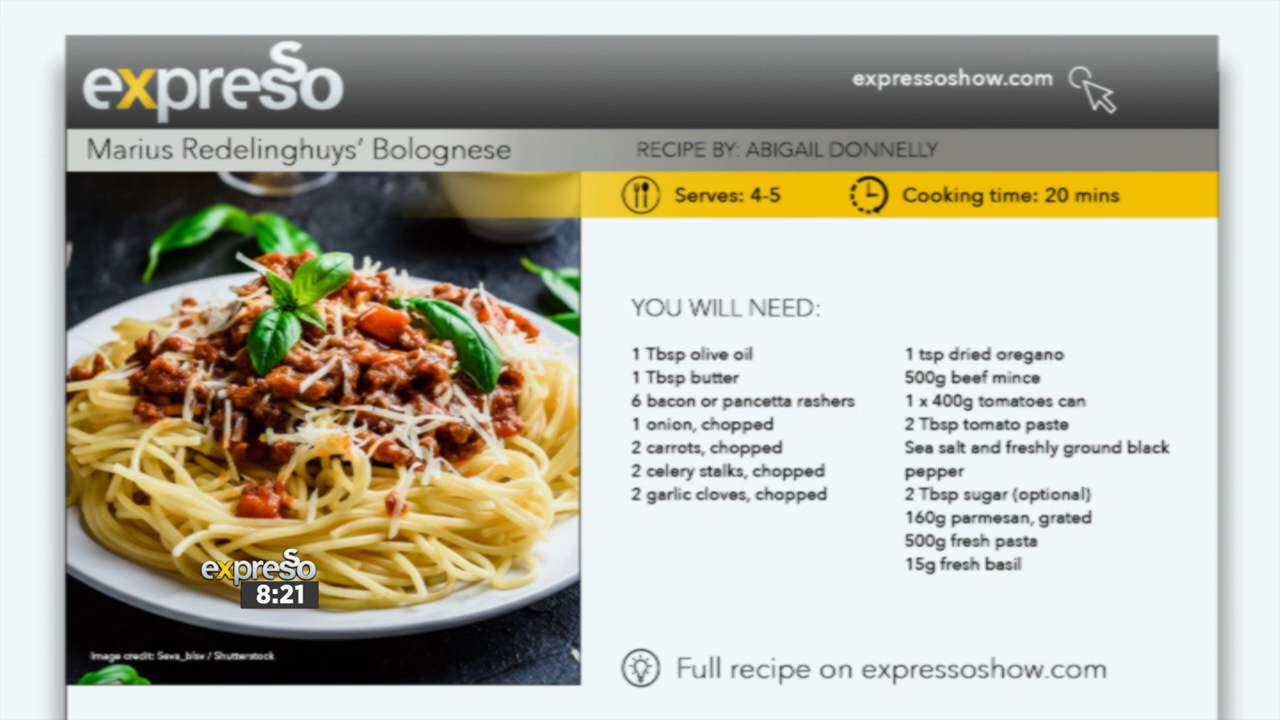 expresso
expressoshow.com
Marius Redelinghuys' Bolognese
RECIPE BY: ABIGAIL DONNELLY
Serves: 4-5
Cooking time: 20 mins
YOU WILL NEED:
1 Tbsp olive oil
1 Tbsp butter
6 bacon or pancetta rashers
1 onion, chopped
2 carrots, chopped
2 celery stalks, chopped
2 garlic cloves, chopped
1 tsp dried oregano
500g beef mince
1 x 400g tomatoes can
2 Tbsp tomato paste
Sea salt and freshly ground black
pepper
2 Tbsp sugar (optional)
160g parmesan, grated
500g fresh pasta
15g fresh basil
expresso
8:21
Image credit: / Shutterstock
Full recipe on expressoshow.com